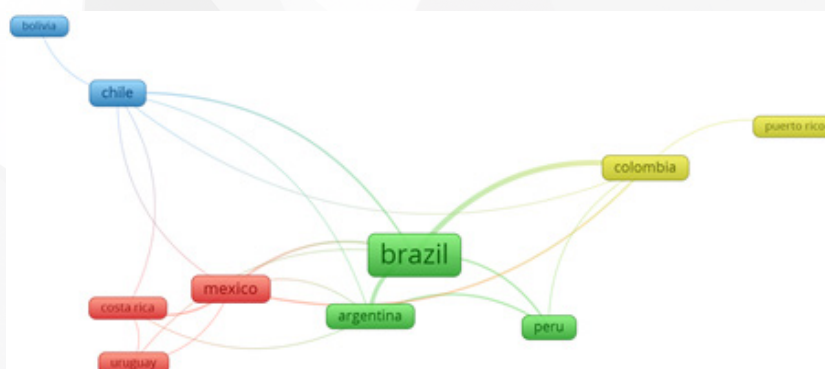 bolivia
chile
puerto rico
colombia
brazil
mexico
costa rica
argentina
peru
uruguay